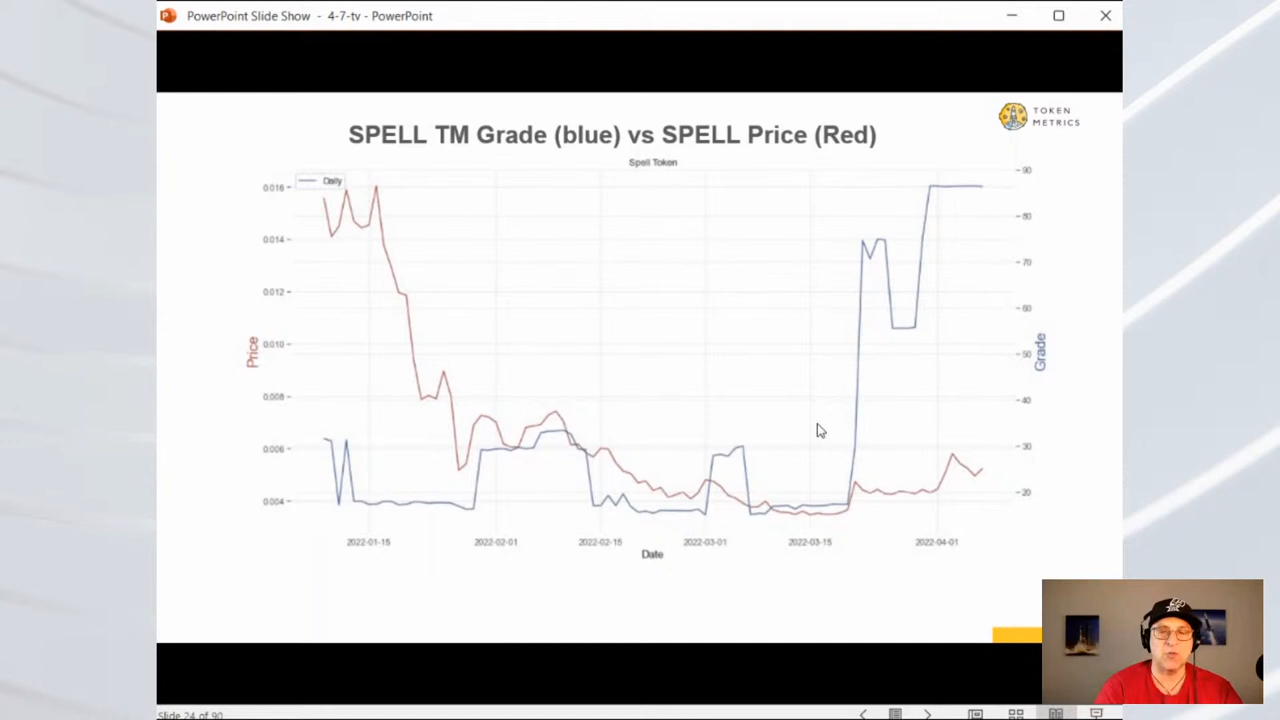 PowerPoint Slide Show - 4-7-tv - PowerPoint
TOKEN
METRICS
SPELL TM Grade (blue) vs SPELL Price (Red)
Spell Token
Daily
0.016
0.014
0.012
0.010
0.008
0.006
0.004
Price
90
80
70
60
50
40
30
20
Grade
2022-01-15
2022-02-01
2022-02-15
2022-03-01
2022-03-15
2022-04-01
Date
Slide 24 of 90